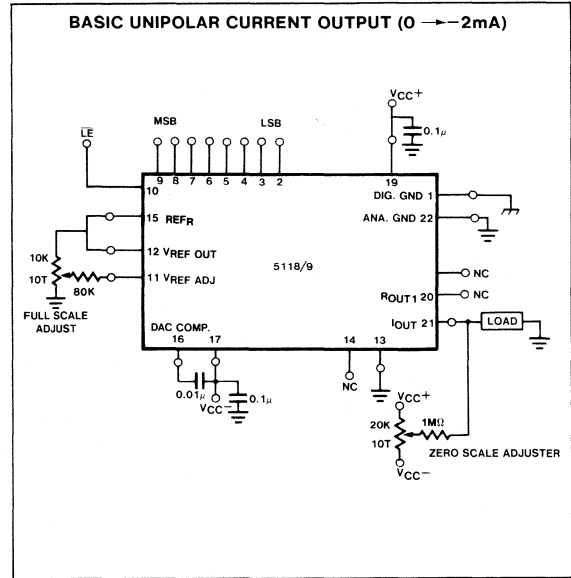 BASIC UNIPOLAR CURRENT OUTPUT (0 → −2mA)
VCC+
MSB LSB
LE
0.1μ
9 8 7 6 5 4 3 2 19
10 DIG. GND 1
15 REFR
ANA. GND 22
12 VREF OUT
10K
10T
5118/9
11 VREF ADJ
80K
NC
FULL SCALE
ADJUST
ROUT1 20 NC
IOUT 21 LOAD
DAC COMP.
16 17 14 13
0.01μ
VCC−
0.1μ
NC
VCC+
20K
10T
1MΩ
ZERO SCALE ADJUSTER
VCC−